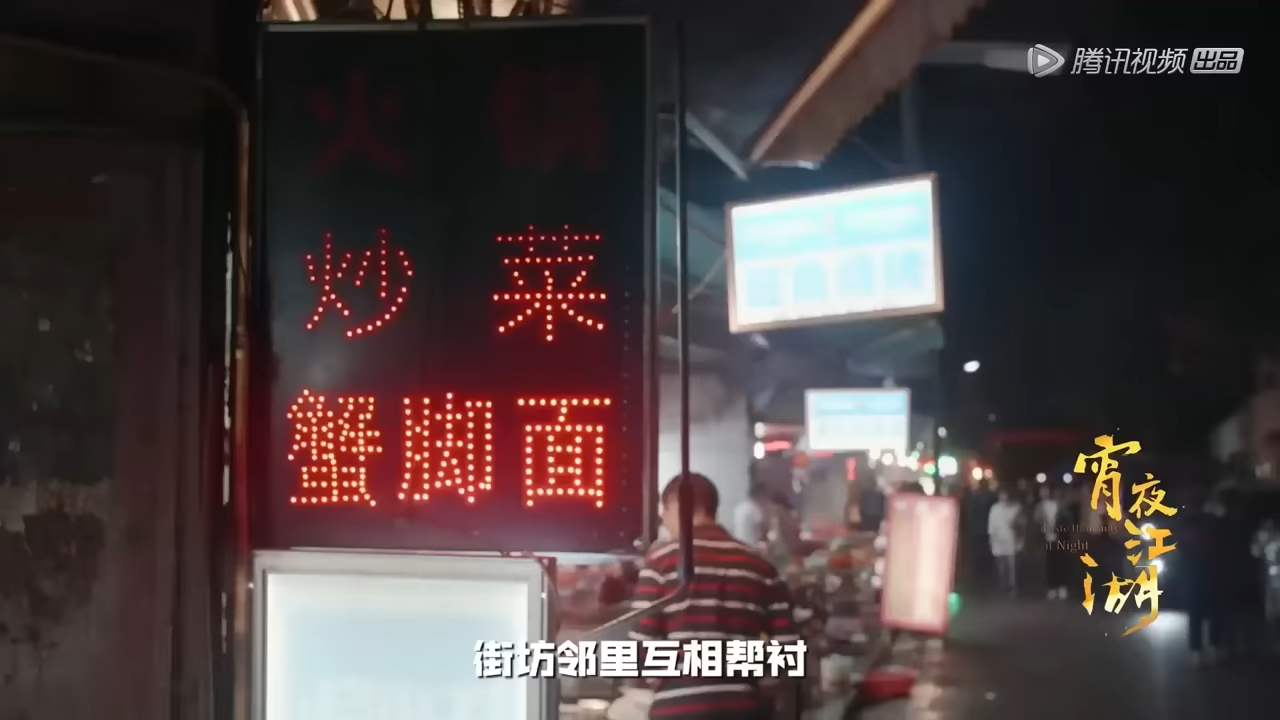 腾讯视频 出品
火锅
炒菜
蟹脚面
宵夜江湖
街坊邻里互相帮衬